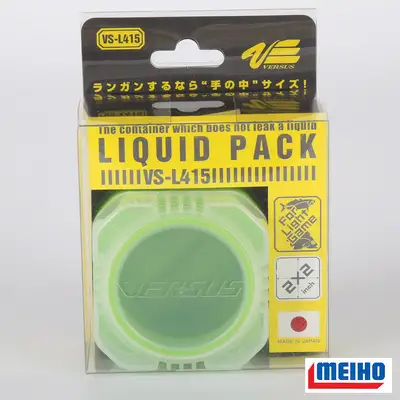 VS-L415
VERSUS
ランガンするなら“手の中”サイズ！
The container which does not leak a liquid
LIQUID PACK
VS-L415
For
Light
Game
2×2
inch
VERSUS
MADE IN JAPAN
MEIHO